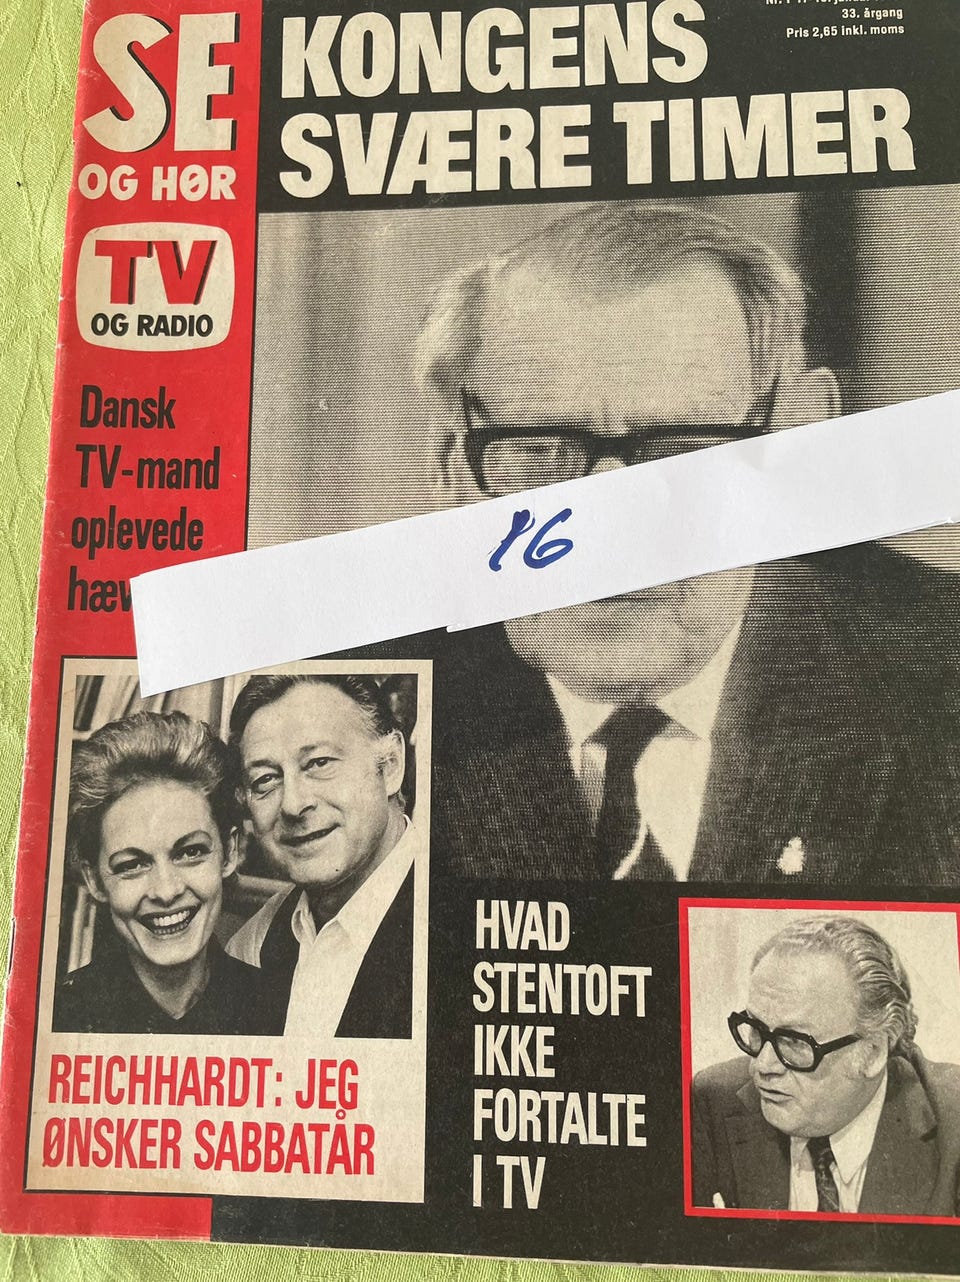 SE
OG HØR
TV
OG RADIO
33. årgang
Pris 2,65 inkl. moms
KONGENS
SVÆRE TIMER
Dansk
TV-mand
oplevede
16
REICHHARDT: JEG
ØNSKER SABBATÅR
HVAD
STENTOFT
IKKE
FORTALTE
I TV